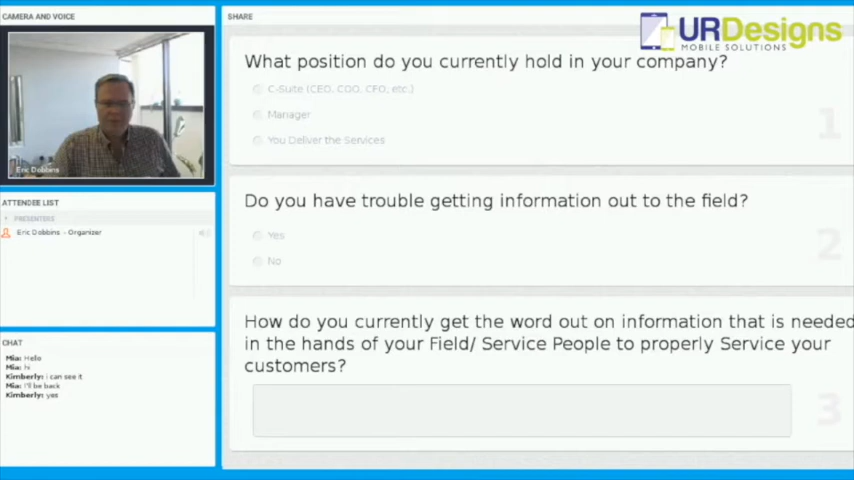 CAMERA AND VOICE
Eric Dobbins
ATTENDEE LIST
PRESENTERS
Eric Dobbins - Organizer
CHAT
Mia: Hello
Mia: hi
Kimberly: i can see it
Mia: I'll be back
Kimberly: yes
SHARE
URDesigns
MOBILE SOLUTIONS
What position do you currently hold in your company?
C-Suite (CEO, COO, CFO, etc.)
Manager
You Deliver the Services
1
Do you have trouble getting information out to the field?
Yes
No
2
How do you currently get the word out on information that is needed
in the hands of your Field/ Service People to properly Service your
customers?
3